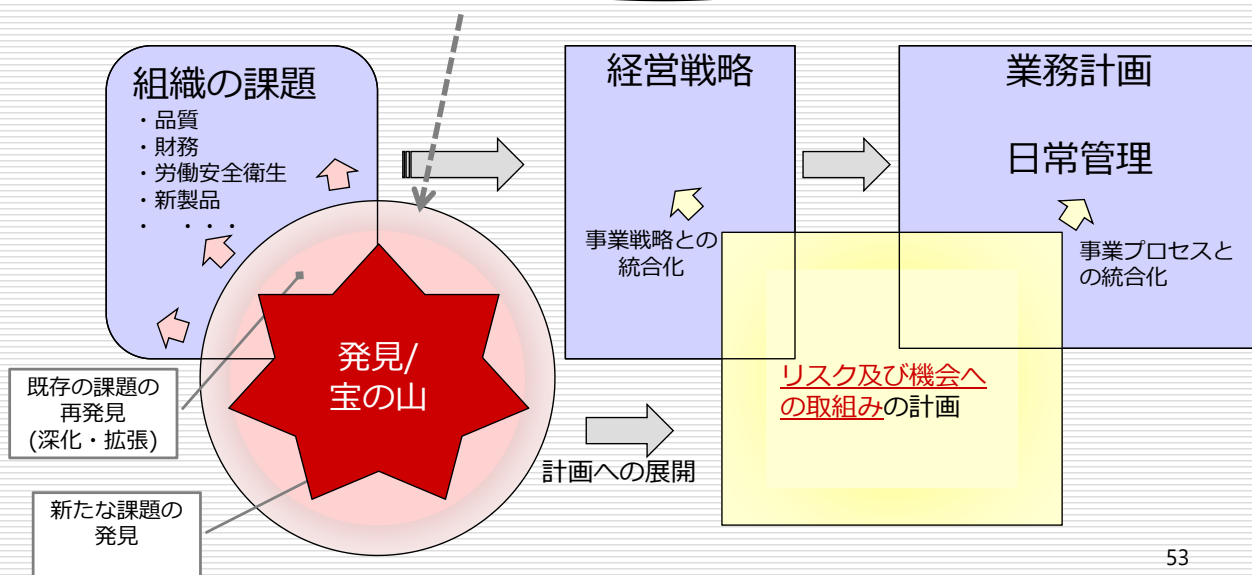 組織の課題
・品質
・財務
・労働安全衛生
・新製品
・ ・・・
経営戦略
事業戦略との
統合化
業務計画
日常管理
事業プロセスと
の統合化
発見/
宝の山
既存の課題の
再発見
(深化・拡張)
新たな課題の
発見
計画への展開
リスク及び機会へ
の取組みの計画
53